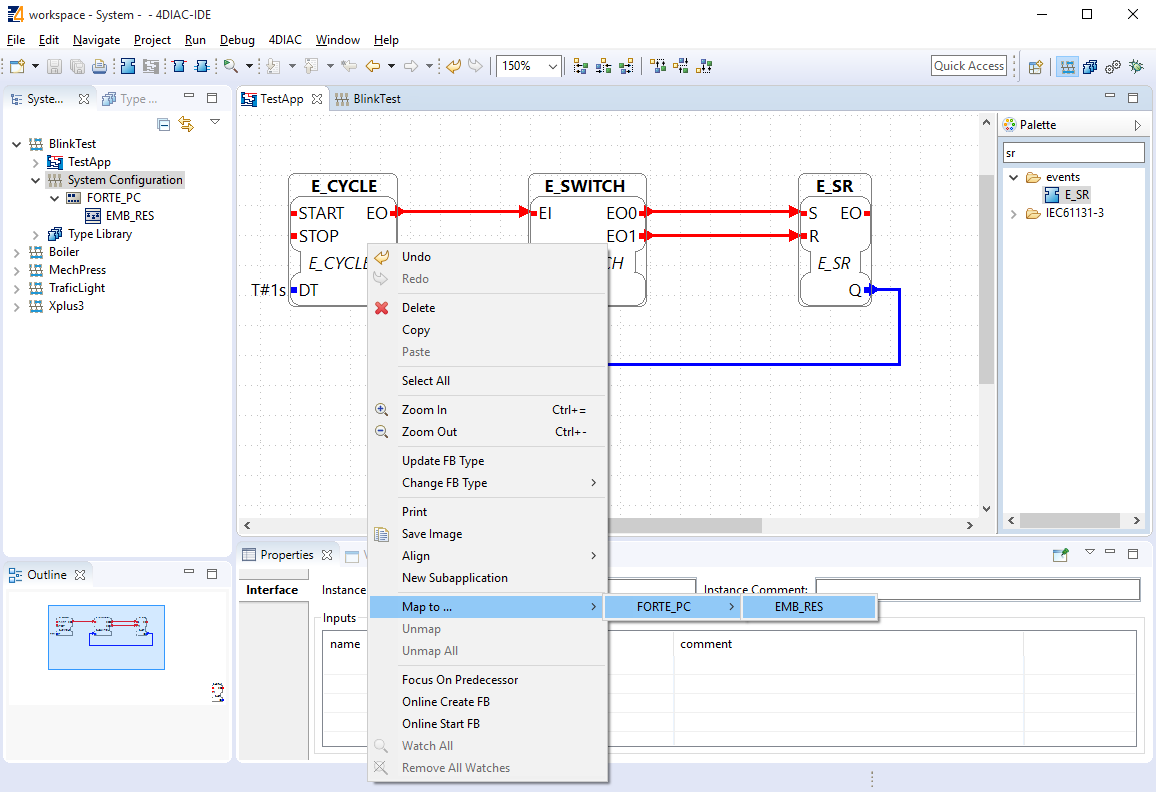 workspace - System -  - 4DIAC-IDE
File Edit Navigate Project Run Debug 4DIAC Window Help
150%
Quick Access
Syste...
Type ...
BlinkTest
TestApp
System Configuration
FORTE_PC
EMB_RES
Type Library
Boiler
MechPress
TraficLight
Xplus3
TestApp
BlinkTest
E_CYCLE
START EO
STOP
E_CYCLE
T#1s DT
E_SWITCH
EI EO0
EO1
CH
E_SR
S EO
R
E_SR
Q
Palette
sr
events
E_SR
IEC61131-3
Undo
Redo
Delete
Copy
Paste
Select All
Zoom In Ctrl+=
Zoom Out Ctrl+-
Update FB Type
Change FB Type
Print
Save Image
Align
New Subapplication
Map to ...
FORTE_PC
EMB_RES
Unmap
Unmap All
Focus On Predecessor
Online Create FB
Online Start FB
Watch All
Remove All Watches
Outline
Properties
Interface
Instance
Instance Comment:
Inputs
name
comment